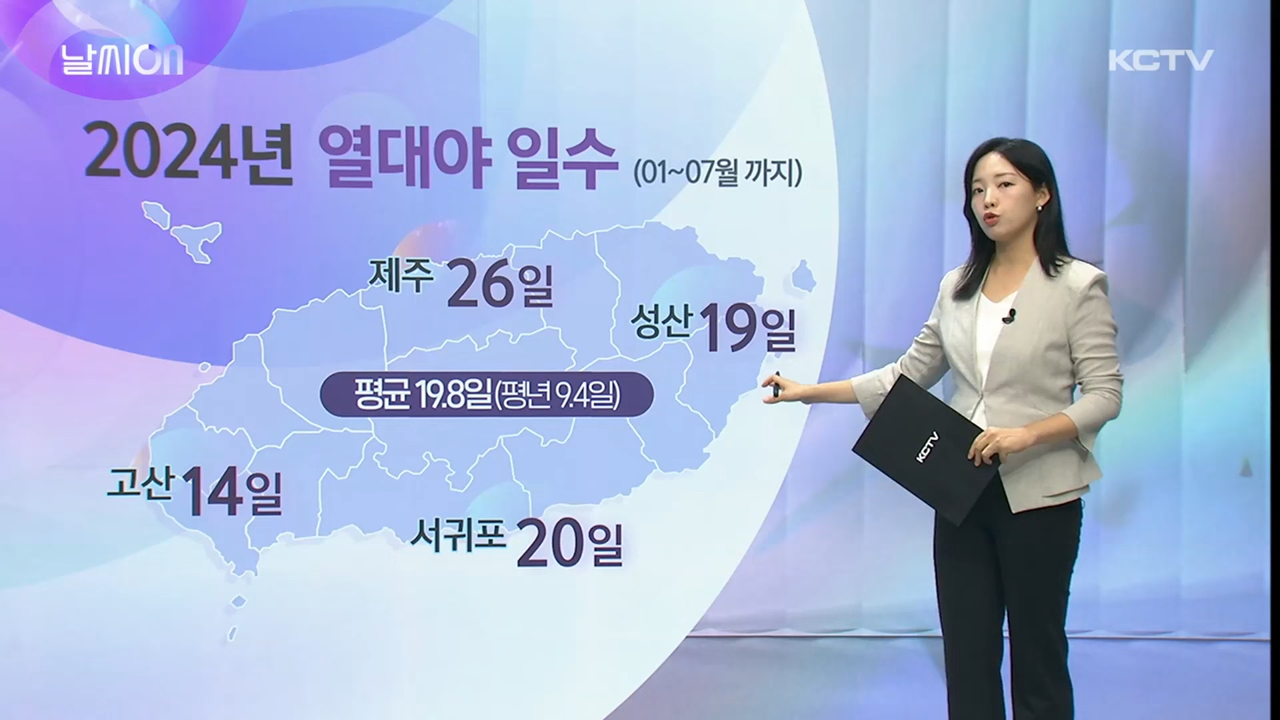 날씨On
KCTV
2024년 열대야 일수 (01~07월 까지)
제주 26일
성산 19일
평균 19.8일(평년 9.4일)
고산 14일
서귀포 20일
KCTV